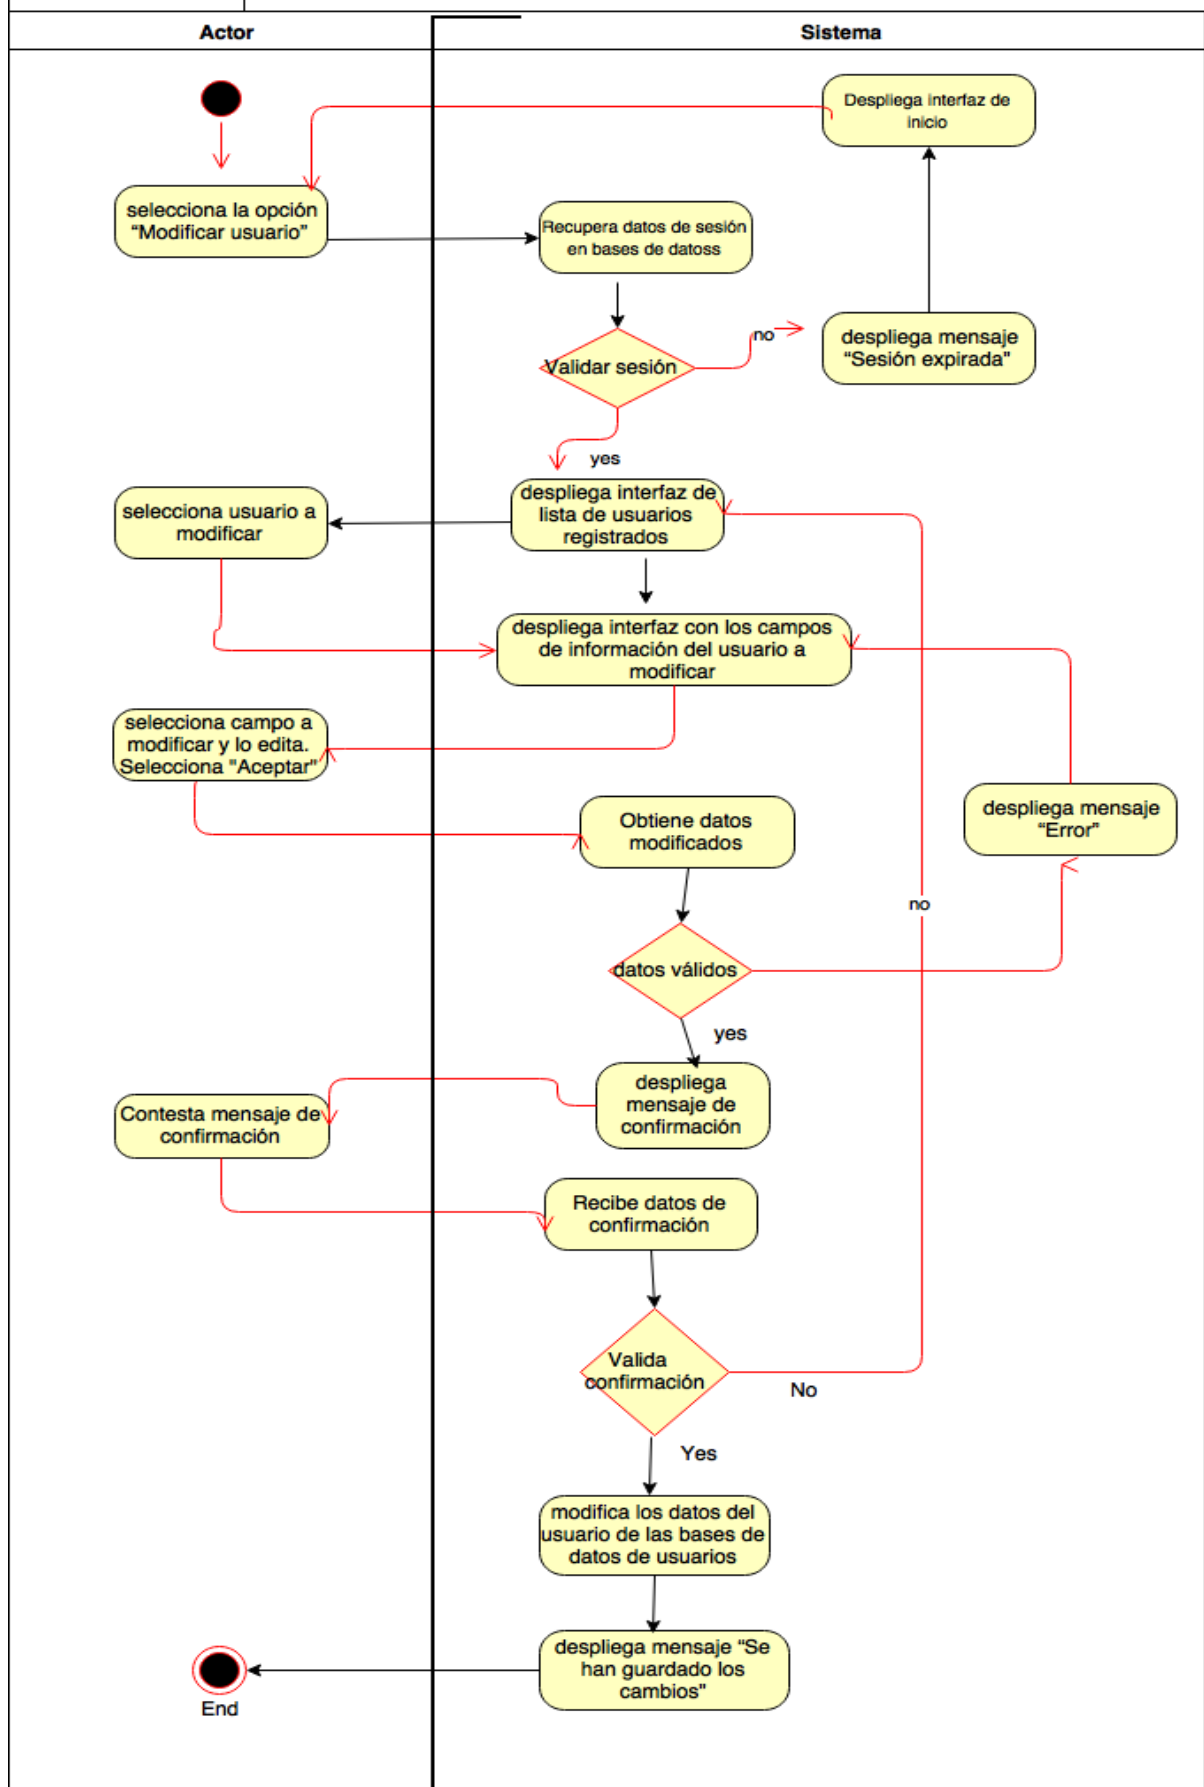 Actor
Sistema
Despliega interfaz de
inicio
selecciona la opción
“Modificar usuario”
Recupera datos de sesión
en bases de datoss
no
despliega mensaje
“Sesión expirada”
Validar sesión
yes
despliega interfaz de
lista de usuarios
registrados
selecciona usuario a
modificar
despliega interfaz con los campos
de información del usuario a
modificar
selecciona campo a
modificar y lo edita.
Selecciona "Aceptar"
Obtiene datos
modificados
despliega mensaje
“Error”
no
datos válidos
yes
despliega
mensaje de
confirmación
Contesta mensaje de
confirmación
Recibe datos de
confirmación
Valida
confirmación
No
Yes
modifica los datos del
usuario de las bases de
datos de usuarios
despliega mensaje “Se
han guardado los
cambios”
End